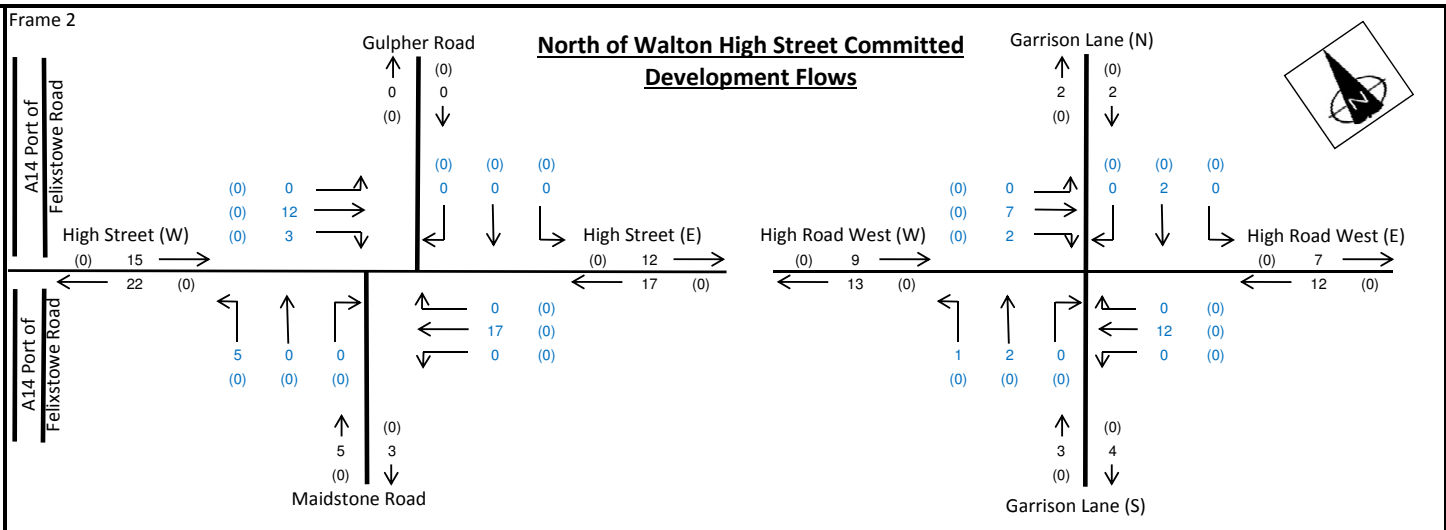 Frame 2
North of Walton High Street Committed
Development Flows
A14 Port of
Felixstowe Road
A14 Port of
Felixstowe Road
Gulpher Road
(0)
0 0
(0)
(0) (0) (0)
0 0 0
(0) 0
(0) 12
(0) 3
High Street (W)
(0) 15
22 (0)
High Street (E)
(0) 12
17 (0)
0 (0)
17 (0)
0 (0)
5 0 0
(0) (0) (0)
(0)
5 3
(0)
Maidstone Road
Garrison Lane (N)
(0)
2 2
(0)
(0) (0) (0)
0 2 0
(0) 0
(0) 7
(0) 2
High Road West (W)
(0) 9
13 (0)
High Road West (E)
(0) 7
12 (0)
0 (0)
12 (0)
0 (0)
1 2 0
(0) (0) (0)
(0)
3 4
(0)
Garrison Lane (S)
N